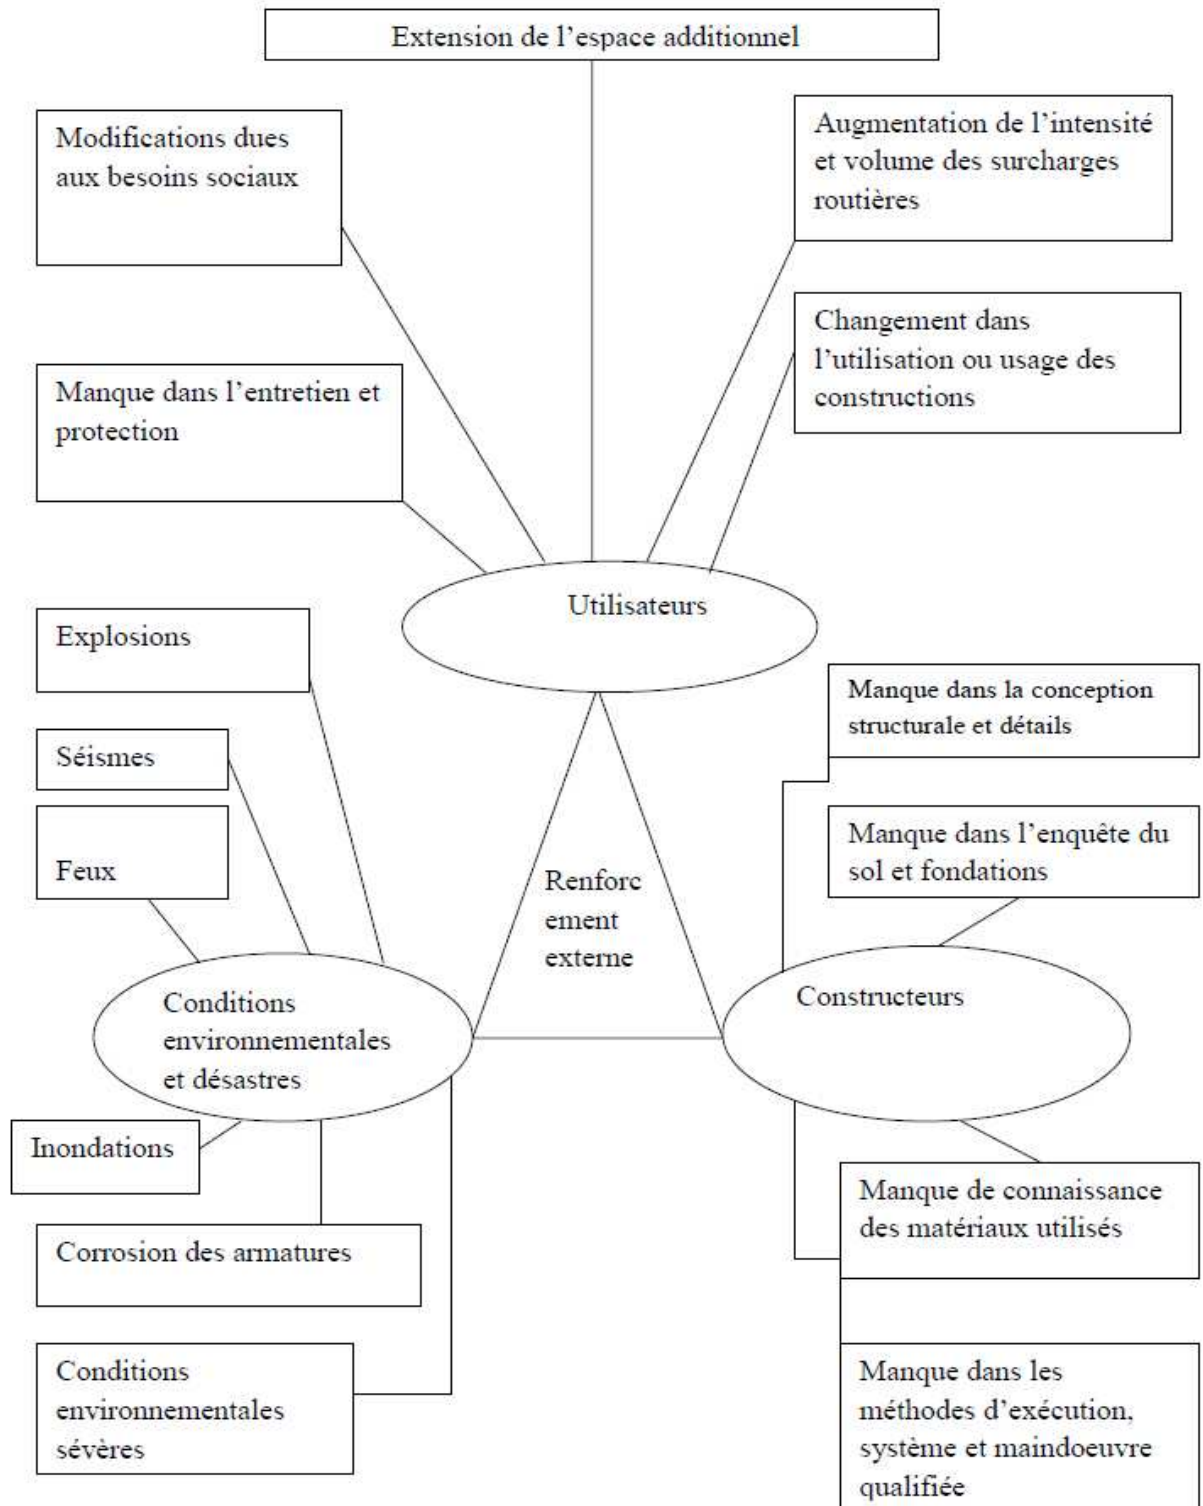 Extension de l’espace additionnel
Modifications dues
aux besoins sociaux
Augmentation de l’intensité
et volume des surcharges
routières
Changement dans
l’utilisation ou usage des
constructions
Manque dans l’entretien et
protection
Utilisateurs
Explosions
Séismes
Feux
Manque dans la conception
structurale et détails
Manque dans l’enquête du
sol et fondations
Renforc
ement
externe
Conditions
environnementales
et désastres
Constructeurs
Inondations
Corrosion des armatures
Conditions
environnementales
sévères
Manque de connaissance
des matériaux utilisés
Manque dans les
méthodes d’exécution,
système et maindoeuvre
qualifiée